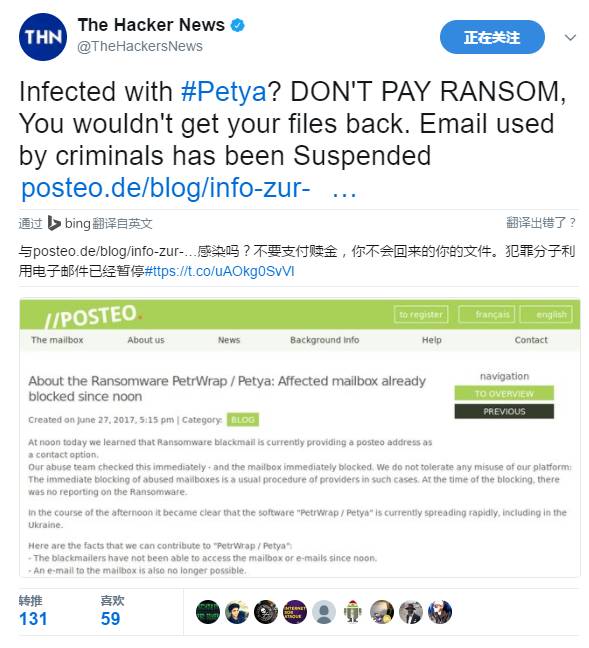 THN
The Hacker News
@TheHackersNews
正在关注
Infected with #Petya? DON'T PAY RANSOM,
You wouldn't get your files back. Email used
by criminals has been Suspended
posteo.de/blog/info-zur- …
通过 bing翻译自英文
翻译出错了？
与posteo.de/blog/info-zur-…感染吗？不要支付赎金，你不会回来的你的文件。犯罪分子利
用电子邮件已经暂停#ttps://t.co/uAOkg0SvVl
//POSTEO.
to register
français
english
The mailbox
About us
News
Background Info
Help
Contact
About the Ransomware PetrWrap / Petya: Affected mailbox already
blocked since noon
Created on June 27, 2017, 5:15 pm | Category: BLOG
navigation
TO OVERVIEW
PREVIOUS
At noon today we learned that Ransomware blackmail is currently providing a posteo address as
a contact option.
Our abuse team checked this immediately - and the mailbox immediately blocked. We do not tolerate any misuse of our platform:
The immediate blocking of abused mailboxes is a usual procedure of providers in such cases. At the time of the blocking, there
was no reporting on the Ransomware.
In the course of the afternoon it became clear that the software "PetrWrap / Petya" is currently spreading rapidly, including in the
Ukraine.
Here are the facts that we can contribute to "PetrWrap / Petya":
- The blackmailers have not been able to access the mailbox or e-mails since noon.
- An e-mail to the mailbox is also no longer possible.
转推
131
喜欢
59